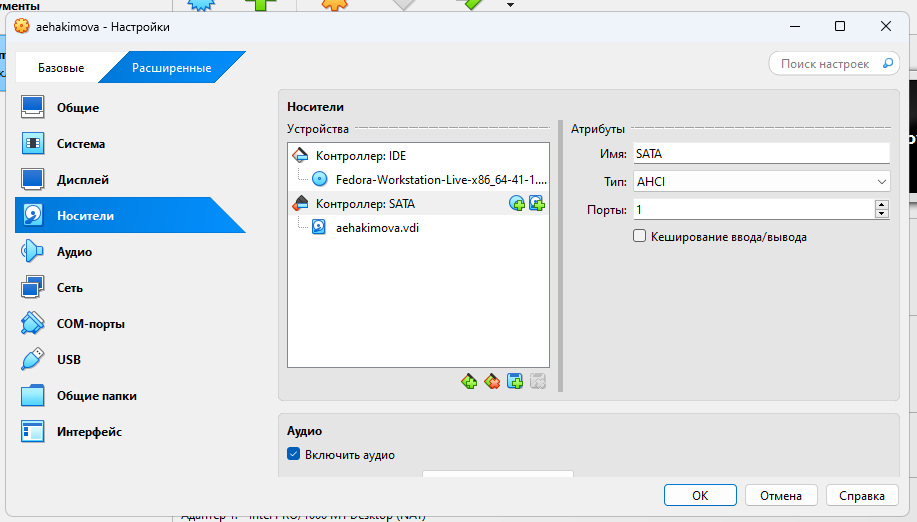 ументы
aehakimova - Настройки
Базовые
Расширенные
Поиск настроек
Общие
Система
Дисплей
Носители
Аудио
Сеть
COM-порты
USB
Общие папки
Интерфейс
Носители
Устройства
Контроллер: IDE
Fedora-Workstation-Live-x86_64-41-1....
Контроллер: SATA
aehakimova.vdi
Атрибуты
Имя: SATA
Тип: AHCI
Порты: 1
Кеширование ввода/вывода
Аудио
Включить аудио
OK
Отмена
Справка